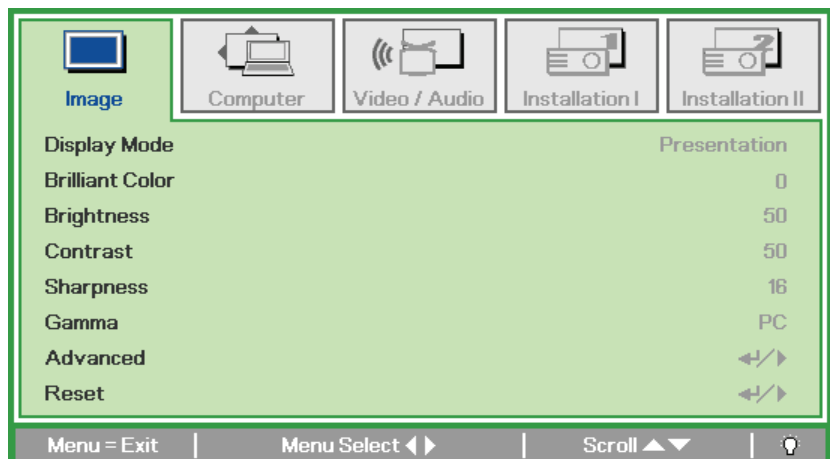 Image Computer Video / Audio Installation I Installation II
Display Mode Presentation
Brilliant Color 0
Brightness 50
Contrast 50
Sharpness 16
Gamma PC
Advanced ↵/▶
Reset ↵/▶
Menu = Exit | Menu Select ◀▶ | Scroll ▲▼ |